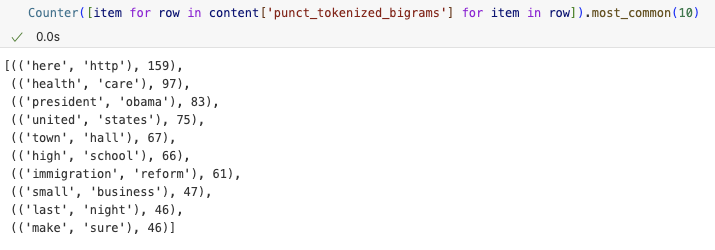 Counter([item for row in content['punct_tokenized_bigrams'] for item in row]).most_common(10)
✓ 0.0s
[(('here', 'http'), 159),
 (('health', 'care'), 97),
 (('president', 'obama'), 83),
 (('united', 'states'), 75),
 (('town', 'hall'), 67),
 (('high', 'school'), 66),
 (('immigration', 'reform'), 61),
 (('small', 'business'), 47),
 (('last', 'night'), 46),
 (('make', 'sure'), 46)]